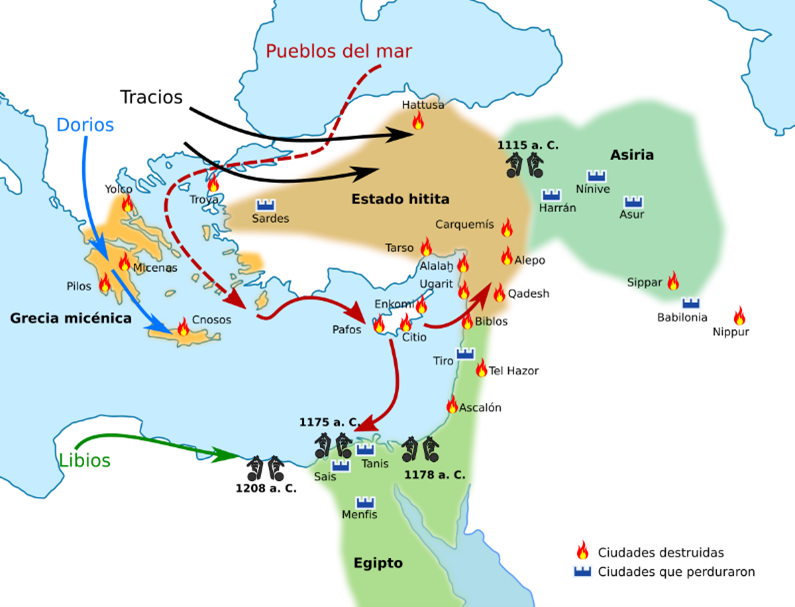 Pueblos del mar
Tracios
Hattusa
Dorios
1115 a. C.
Asiria
Nínive
Yolco
Troya
Estado hitita
Harrán
Asur
Sardes
Carquemís
Tarso
Alepo
Alalaḫ
Micenas
Ugarit
Sippar
Pilos
Qadesh
Enkomi
Babilonia
Grecia micénica
Cnosos
Biblos
Pafos
Citio
Nippur
Tiro
Tel Hazor
Ascalón
1175 a. C.
Libios
Tanis
Sais
1178 a. C.
1208 a. C.
Menfis
Ciudades destruidas
Egipto
Ciudades que perduraron